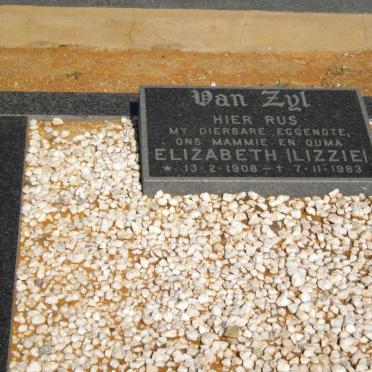 Van Zyl
HIER RUS
MY DIERBARE EGGENOTE,
ONS MAMMIE EN OUMA
ELIZABETH (LIZZIE)
* 13-2-1908 - + 7-11-1983